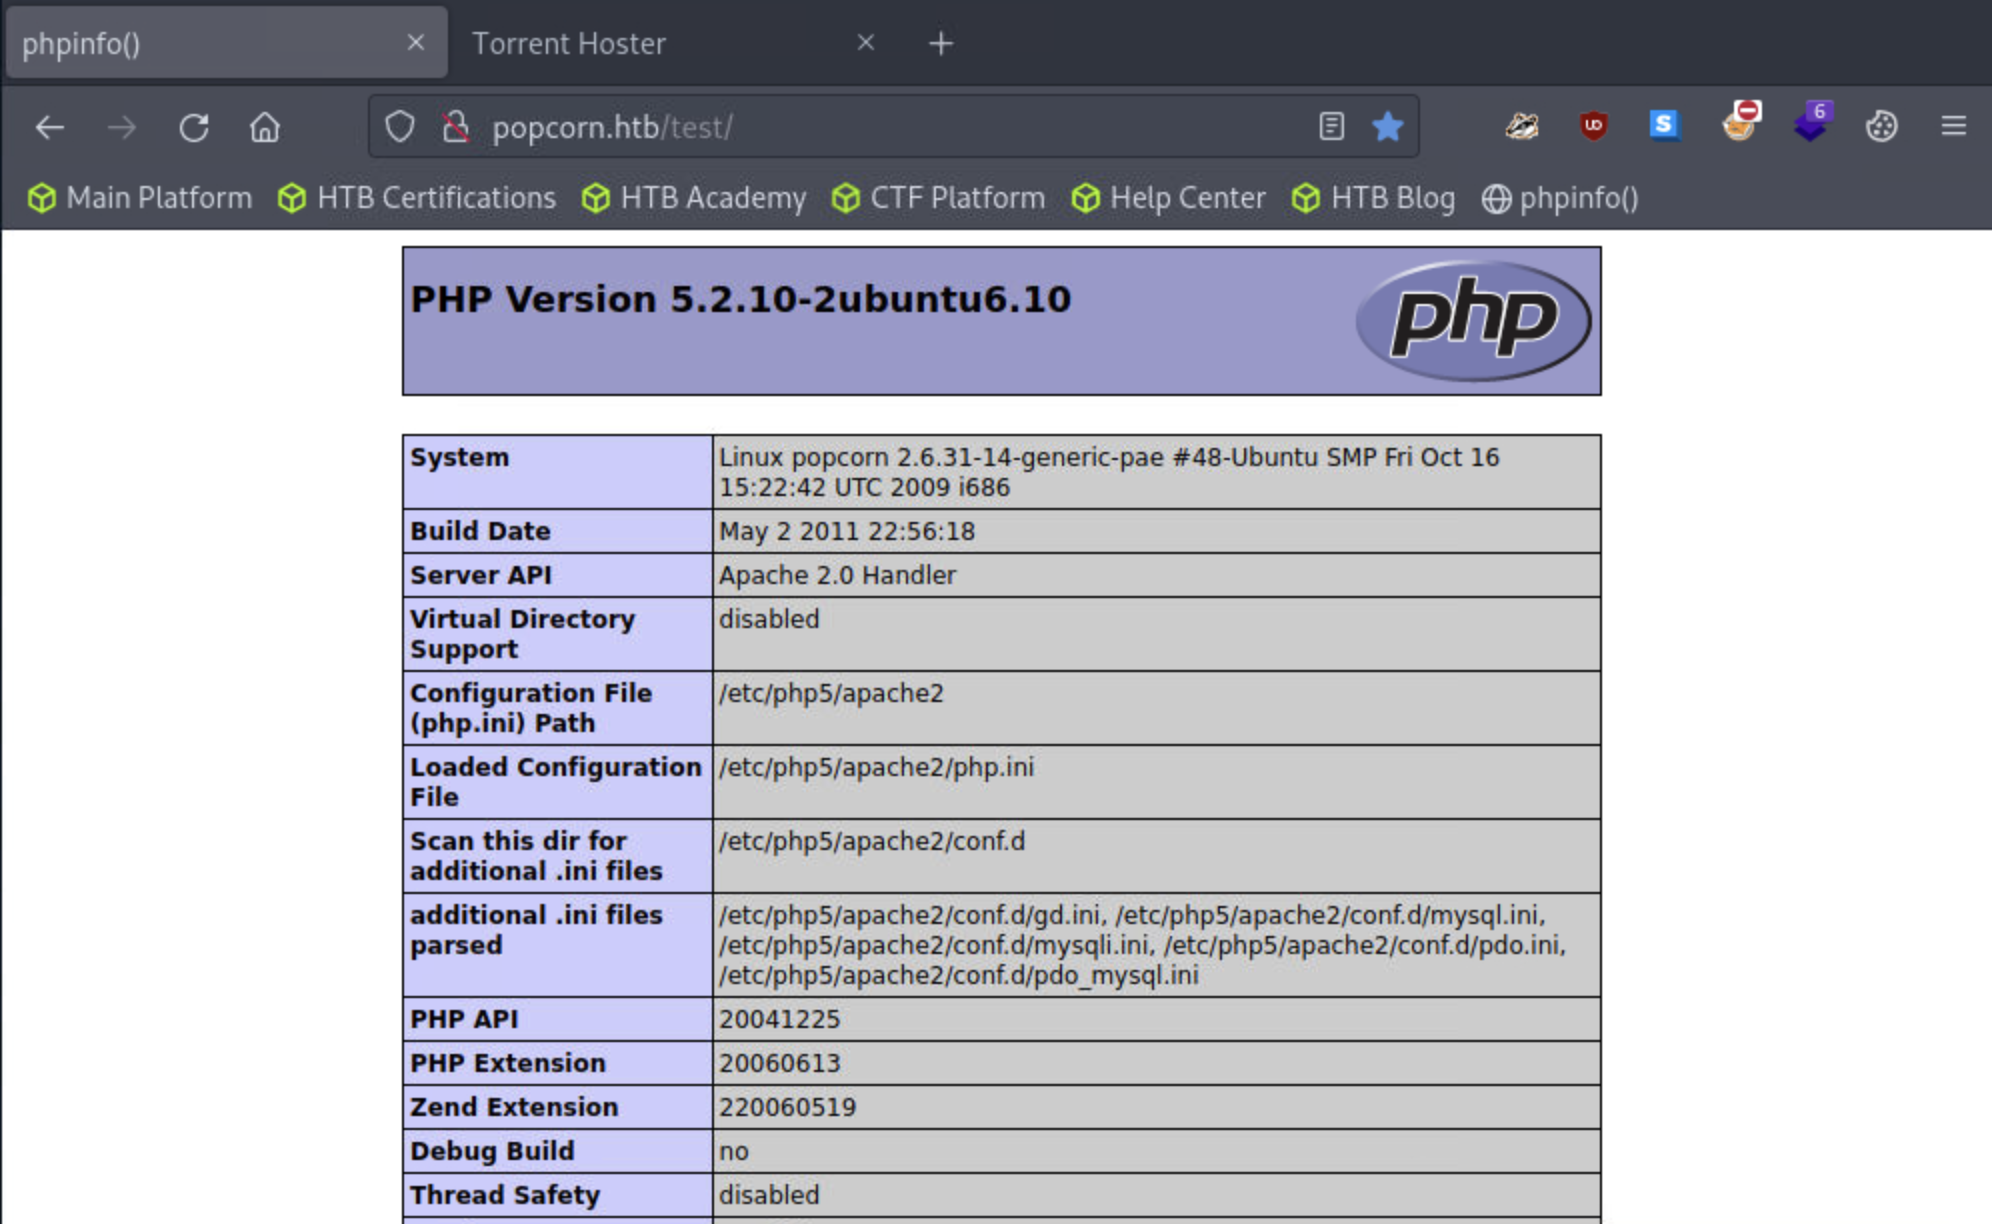 phpinfo()
Torrent Hoster
popcorn.htb/test/
6
Main Platform
HTB Certifications
HTB Academy
CTF Platform
Help Center
HTB Blog
phpinfo()
PHP Version 5.2.10-2ubuntu6.10
php
System
Linux popcorn 2.6.31-14-generic-pae #48-Ubuntu SMP Fri Oct 16
15:22:42 UTC 2009 i686
Build Date
May 2 2011 22:56:18
Server API
Apache 2.0 Handler
Virtual Directory
Support
disabled
Configuration File
(php.ini) Path
/etc/php5/apache2
Loaded Configuration
File
/etc/php5/apache2/php.ini
Scan this dir for
additional .ini files
/etc/php5/apache2/conf.d
additional .ini files
parsed
/etc/php5/apache2/conf.d/gd.ini, /etc/php5/apache2/conf.d/mysql.ini,
/etc/php5/apache2/conf.d/mysqli.ini, /etc/php5/apache2/conf.d/pdo.ini,
/etc/php5/apache2/conf.d/pdo_mysql.ini
PHP API
20041225
PHP Extension
20060613
Zend Extension
220060519
Debug Build
no
Thread Safety
disabled